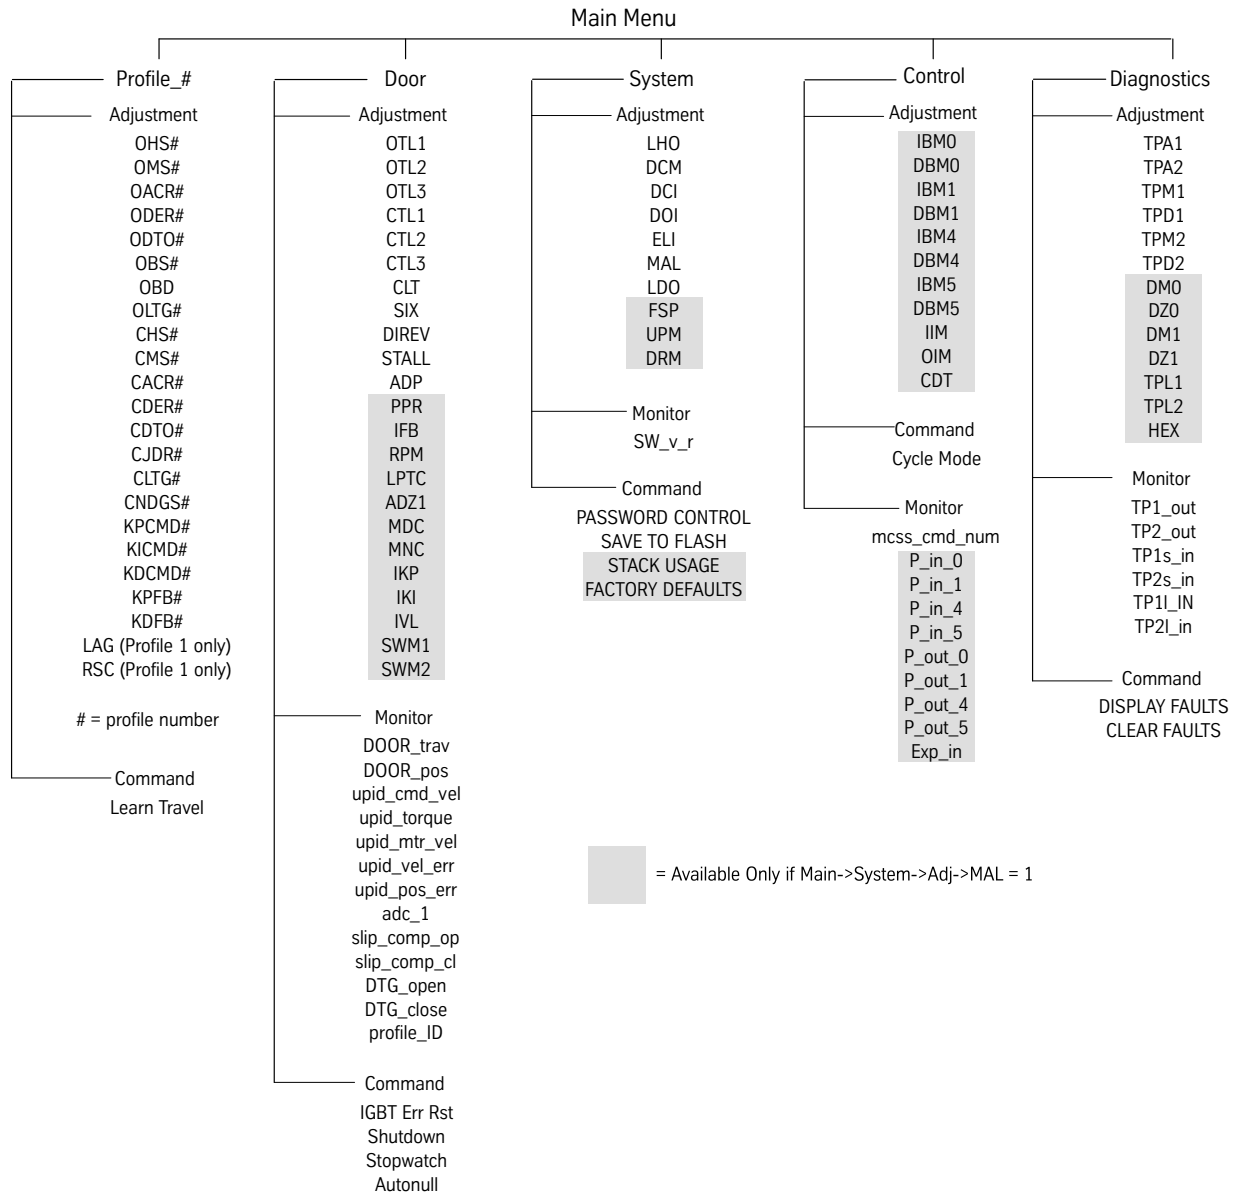 Main Menu
Profile_#
Adjustment
OHS#
OMS#
OACR#
ODER#
ODTO#
OBS#
OBD
OLTG#
CHS#
CMS#
CACR#
CDER#
CDTO#
CJDR#
CLTG#
CNDGS#
KPCMD#
KICMD#
KDCMD#
KPFB#
KDFB#
LAG (Profile 1 only)
RSC (Profile 1 only)
# = profile number
Command
Learn Travel
Door
Adjustment
OTL1
OTL2
OTL3
CTL1
CTL2
CTL3
CLT
SIX
DIREV
STALL
ADP
PPR
IFB
RPM
LPTC
ADZ1
MDC
MNC
IKP
IKI
IVL
SWM1
SWM2
Monitor
DOOR_trav
DOOR_pos
upid_cmd_vel
upid_torque
upid_mtr_vel
upid_vel_err
upid_pos_err
adc_1
slip_comp_op
slip_comp_cl
DTG_open
DTG_close
profile_ID
Command
IGBT Err Rst
Shutdown
Stopwatch
Autonull
System
Adjustment
LHO
DCM
DCI
DOI
ELI
MAL
LDO
FSP
UPM
DRM
Monitor
SW_v_r
Command
PASSWORD CONTROL
SAVE TO FLASH
STACK USAGE
FACTORY DEFAULTS
Control
Adjustment
IBM0
DBM0
IBM1
DBM1
IBM4
DBM4
IBM5
DBM5
IIM
OIM
CDT
Command
Cycle Mode
Monitor
mcss_cmd_num
P_in_0
P_in_1
P_in_4
P_in_5
P_out_0
P_out_1
P_out_4
P_out_5
Exp_in
Diagnostics
Adjustment
TPA1
TPA2
TPM1
TPD1
TPM2
TPD2
DM0
DZ0
DM1
DZ1
TPL1
TPL2
HEX
Monitor
TP1_out
TP2_out
TP1s_in
TP2s_in
TP1l_IN
TP2l_in
Command
DISPLAY FAULTS
CLEAR FAULTS
= Available Only if Main->System->Adj->MAL = 1